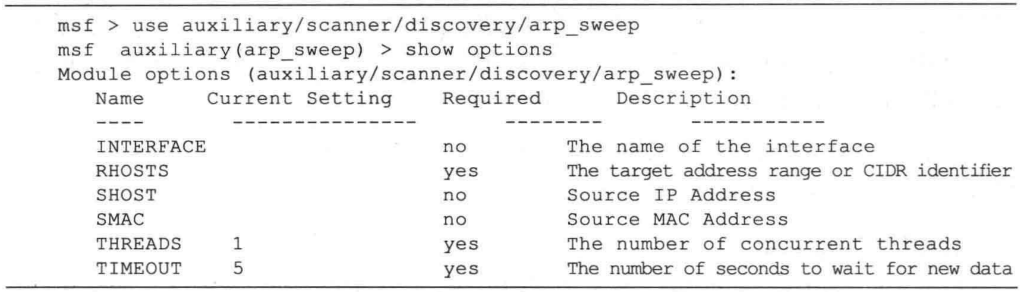 msf > use auxiliary/scanner/discovery/arp_sweep
msf  auxiliary(arp_sweep) > show options
Module options (auxiliary/scanner/discovery/arp_sweep):
Name Current Setting Required Description
---- --------------- -------- -----------
INTERFACE no The name of the interface
RHOSTS yes The target address range or CIDR identifier
SHOST no Source IP Address
SMAC no Source MAC Address
THREADS 1 yes The number of concurrent threads
TIMEOUT 5 yes The number of seconds to wait for new data